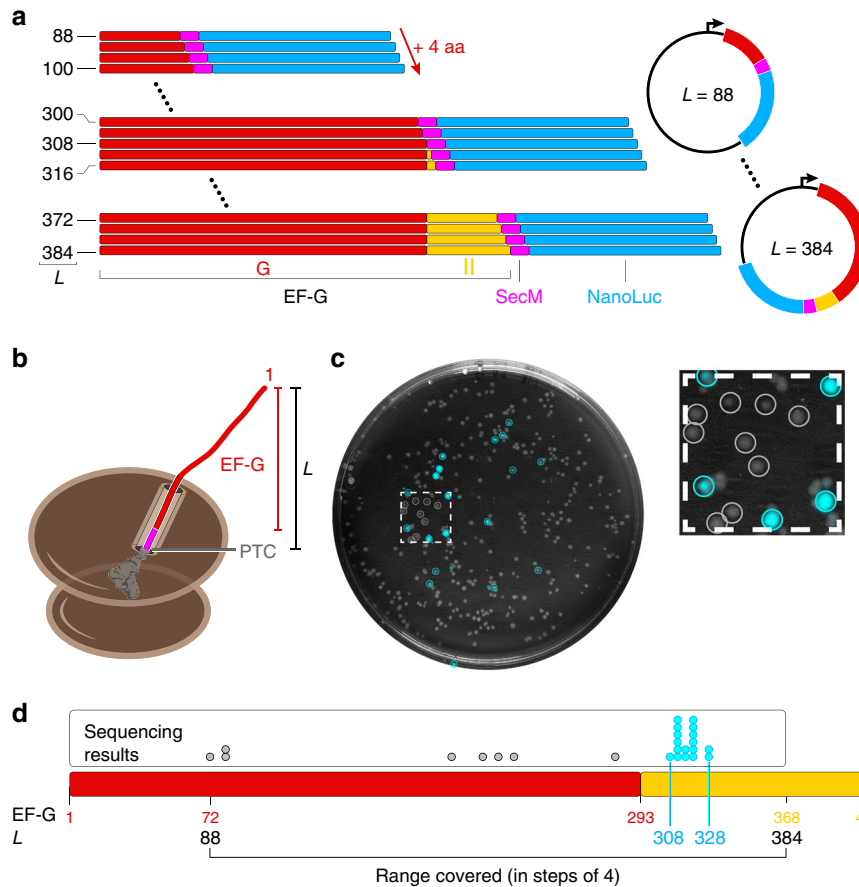 a
88
100
+ 4 aa
300
308
316
372
384
L
G
II
EF-G
SecM
NanoLuc
L = 88
L = 384
b
1
EF-G
L
PTC
c
d
Sequencing
results
EF-G
1
72
293
368
L
88
308
328
384
Range covered (in steps of 4)